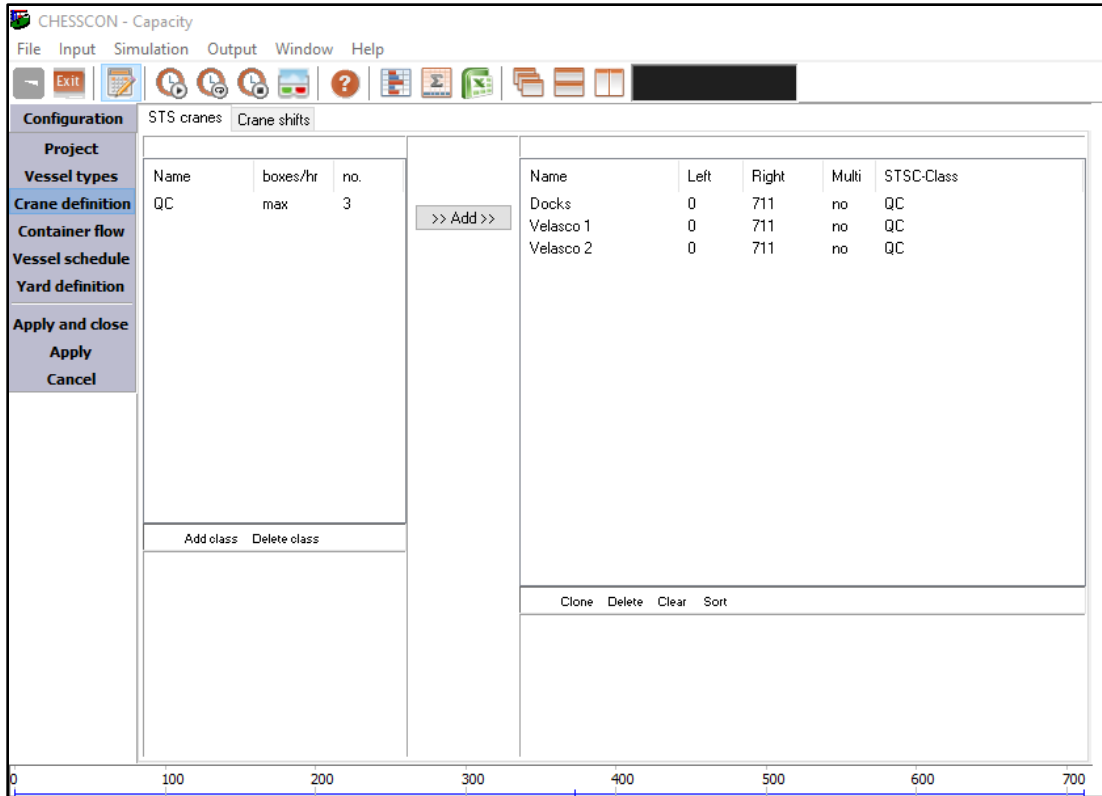 CHESSCON - Capacity
File Input Simulation Output Window Help
Exit
Configuration
Project
Vessel types
Crane definition
Container flow
Vessel schedule
Yard definition
Apply and close
Apply
Cancel
STS cranes Crane shifts
Name boxes/hr no.
QC max 3
Add class Delete class
>> Add >>
Name Left Right Multi STSC-Class
Docks 0 711 no QC
Velasco 1 0 711 no QC
Velasco 2 0 711 no QC
Clone Delete Clear Sort
0 100 200 300 400 500 600 700